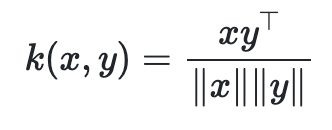 k(x, y) = xy⊤ / ‖x‖‖y‖